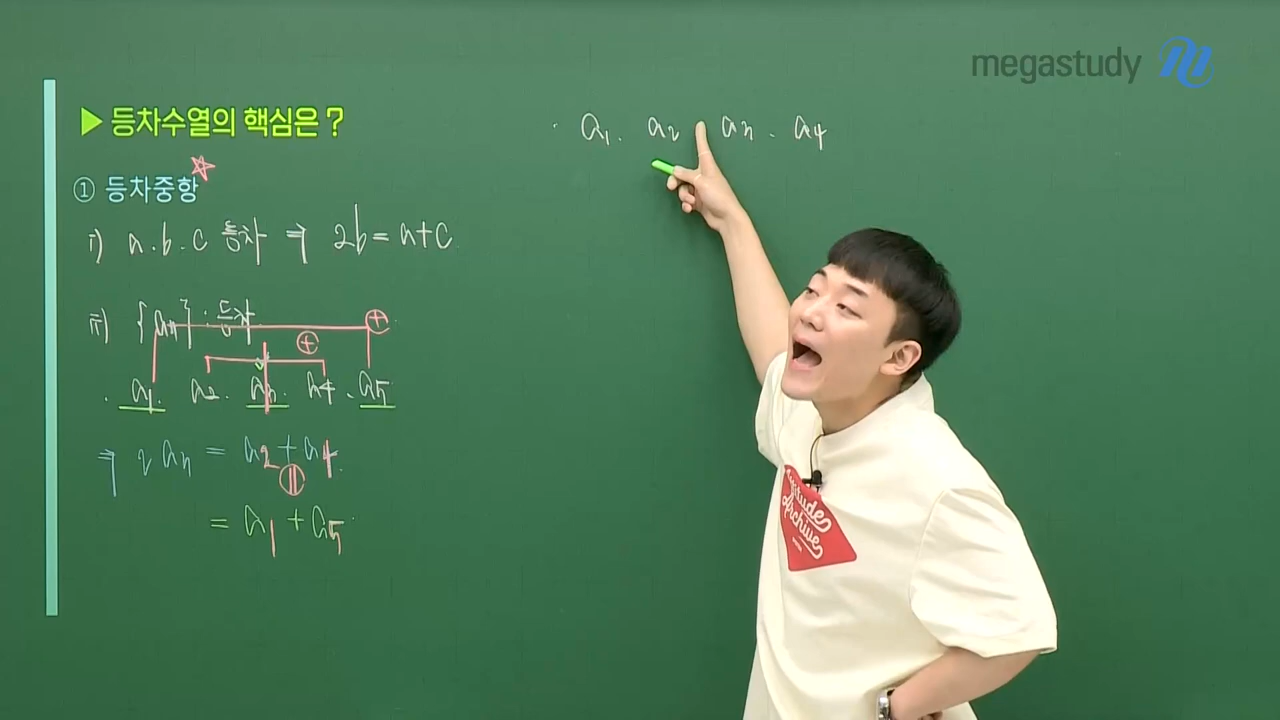 megastudy
▶ 등차수열의 핵심은?
① 등차중항
i) a. b. c 등차 ⇒ 2b = a+c
ii) {an} : 등차
a1. a2. a3. a4. a5.
⇒ 2a3 = a2 + a4.
= a1 + a5.
a1. a2 a3. a4
Archive